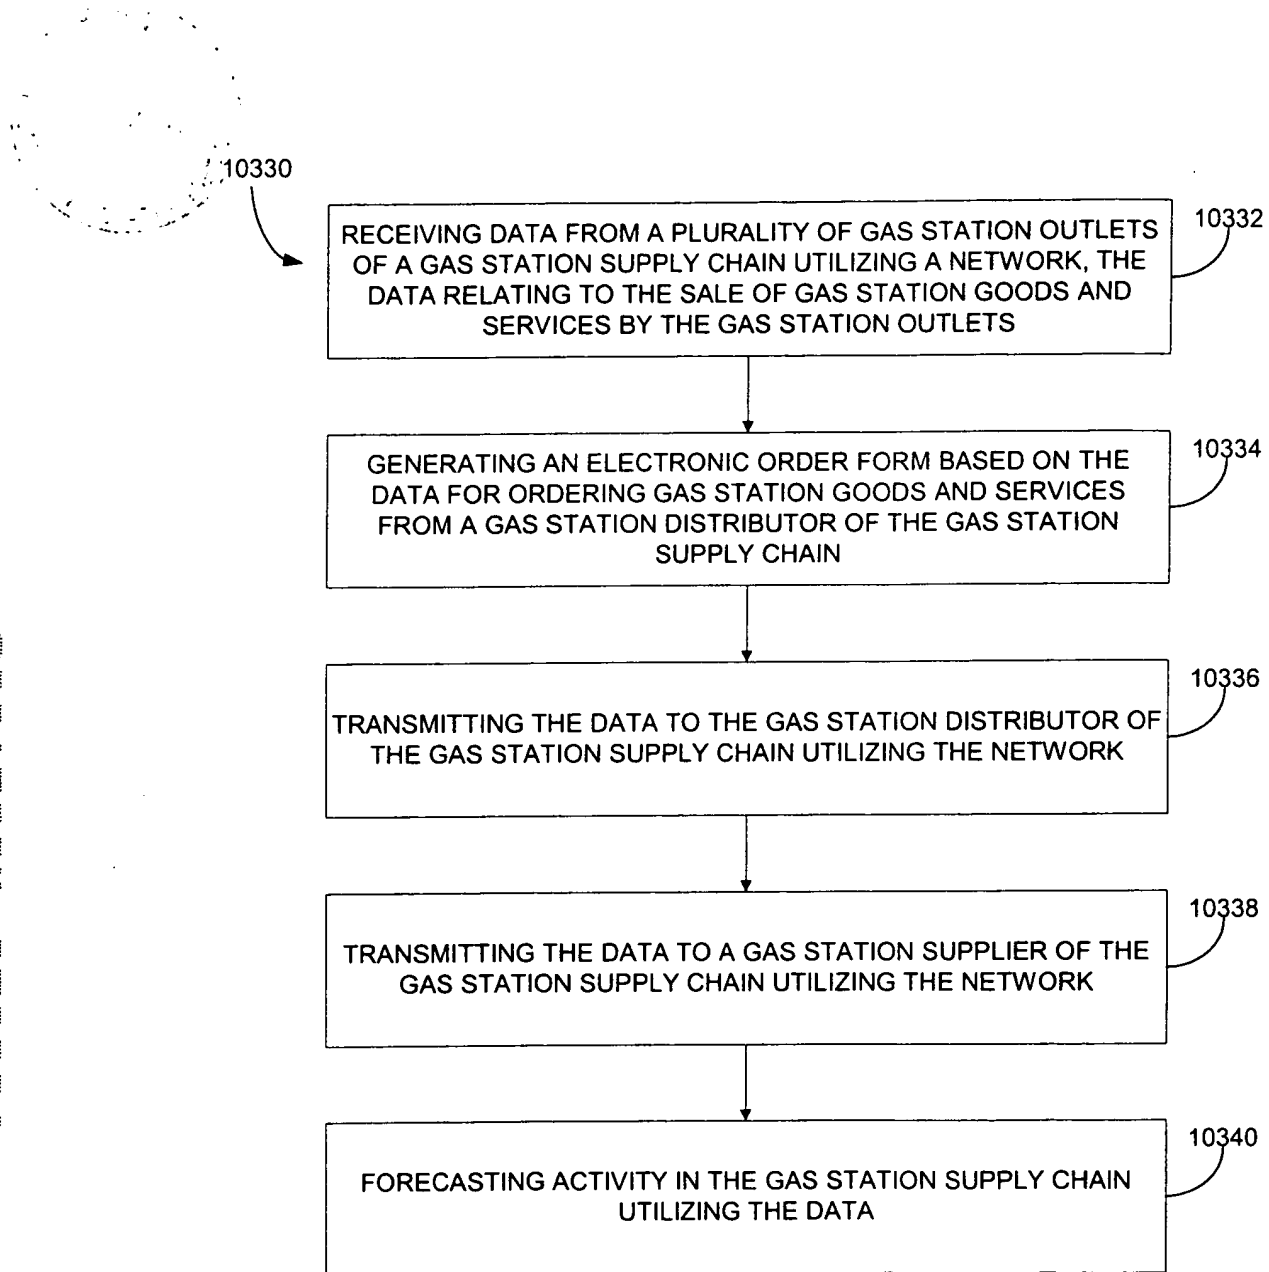 10330
10332
RECEIVING DATA FROM A PLURALITY OF GAS STATION OUTLETS
OF A GAS STATION SUPPLY CHAIN UTILIZING A NETWORK, THE
DATA RELATING TO THE SALE OF GAS STATION GOODS AND
SERVICES BY THE GAS STATION OUTLETS
10334
GENERATING AN ELECTRONIC ORDER FORM BASED ON THE
DATA FOR ORDERING GAS STATION GOODS AND SERVICES
FROM A GAS STATION DISTRIBUTOR OF THE GAS STATION
SUPPLY CHAIN
10336
TRANSMITTING THE DATA TO THE GAS STATION DISTRIBUTOR OF
THE GAS STATION SUPPLY CHAIN UTILIZING THE NETWORK
10338
TRANSMITTING THE DATA TO A GAS STATION SUPPLIER OF THE
GAS STATION SUPPLY CHAIN UTILIZING THE NETWORK
10340
FORECASTING ACTIVITY IN THE GAS STATION SUPPLY CHAIN
UTILIZING THE DATA